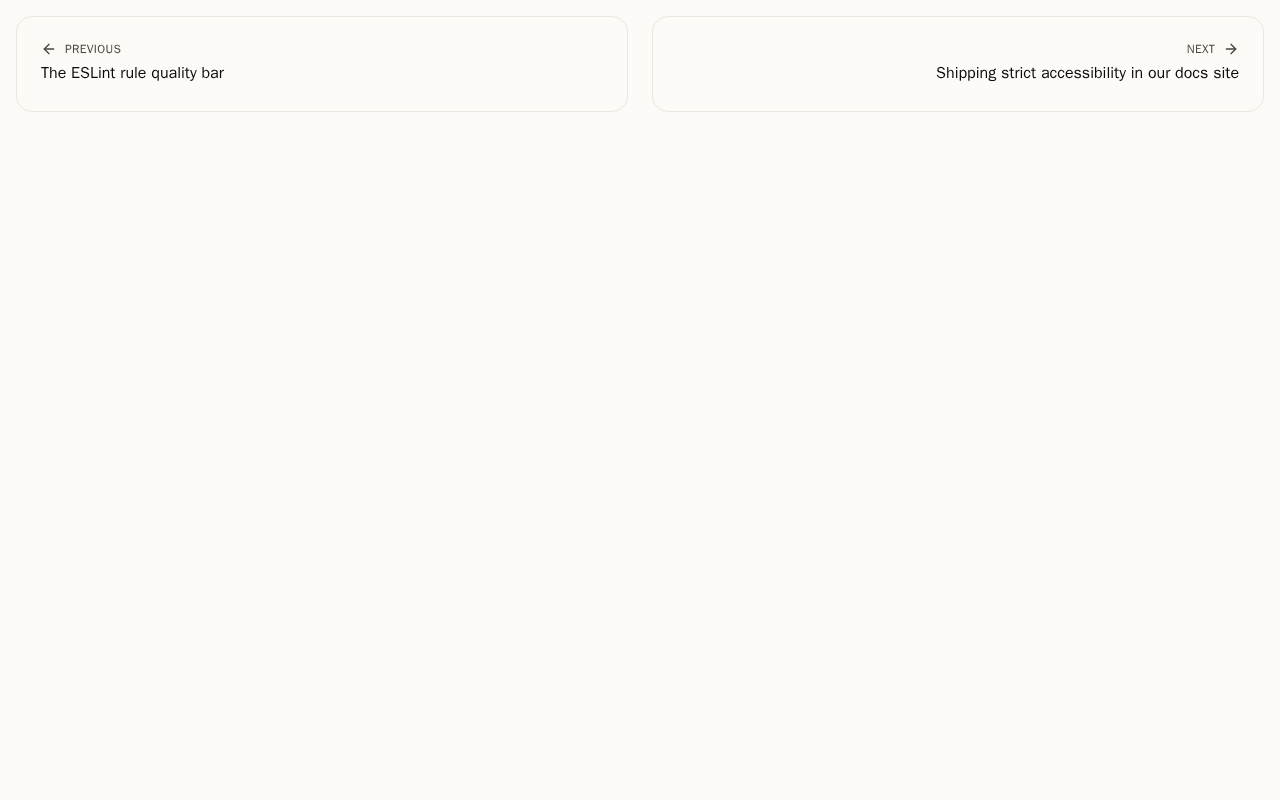 PREVIOUS
The ESLint rule quality bar
NEXT
Shipping strict accessibility in our docs site